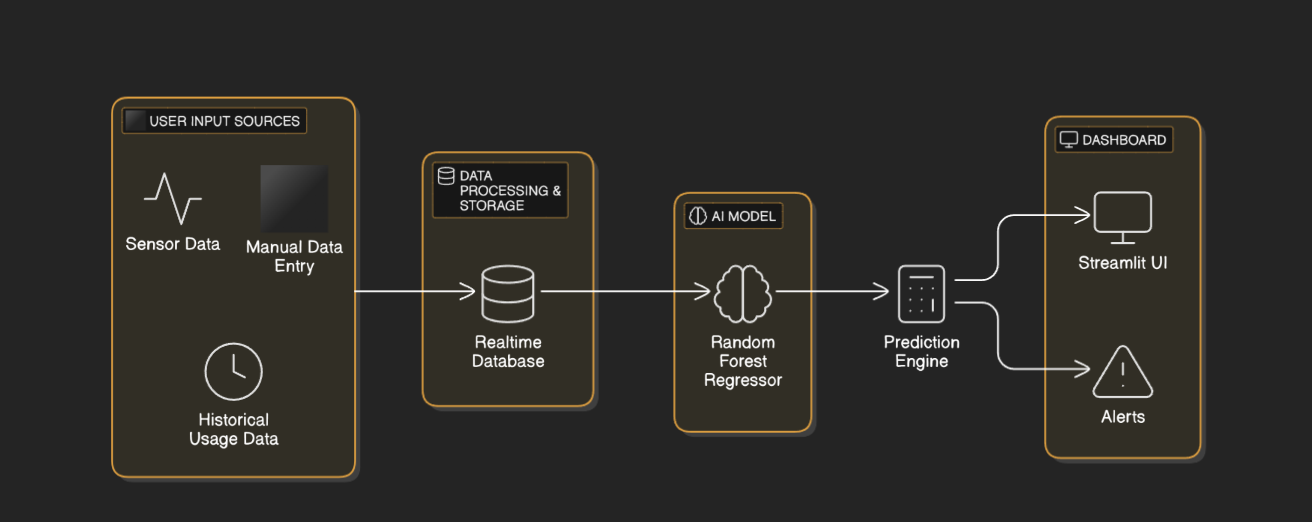 USER INPUT SOURCES
Sensor Data
Manual Data
Entry
Historical
Usage Data
DATA
PROCESSING &
STORAGE
Realtime
Database
AI MODEL
Random
Forest
Regressor
Prediction
Engine
DASHBOARD
Streamlit UI
Alerts